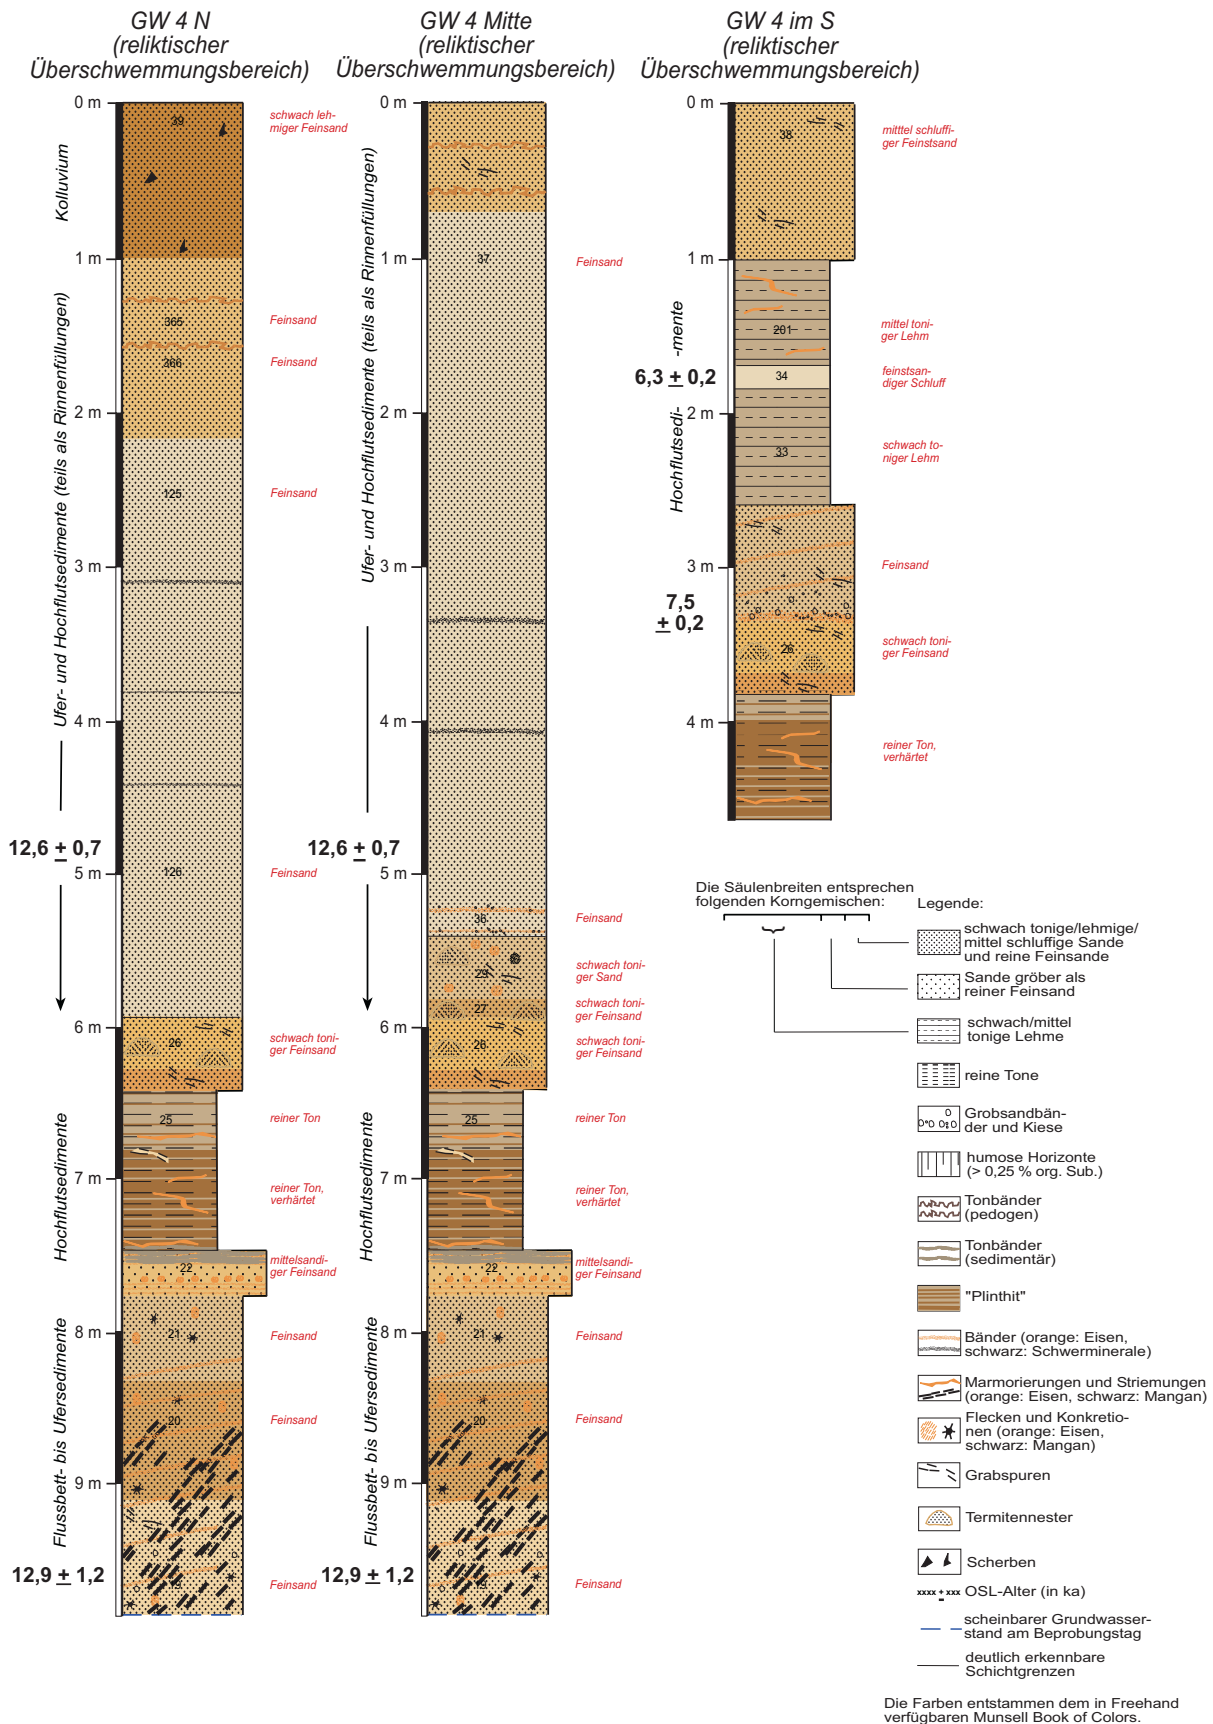 GW 4 N
(reliktischer
Überschwemmungsbereich)
0 m
1 m
2 m
3 m
4 m
5 m
6 m
7 m
8 m
9 m
Kolluvium
Ufer- und Hochflutsedimente (teils als Rinnenfüllungen)
Hochflutsedimente
Flussbett- bis Ufersedimente
12,6 ± 0,7
12,9 ± 1,2
39
365
366
125
126
26
25
22
21
20
19
schwach leh-
miger Feinsand
Feinsand
Feinsand
Feinsand
Feinsand
schwach toni-
ger Feinsand
reiner Ton
reiner Ton,
verhärtet
mittelsandi-
ger Feinsand
Feinsand
Feinsand
Feinsand
GW 4 Mitte
(reliktischer
Überschwemmungsbereich)
0 m
1 m
2 m
3 m
4 m
5 m
6 m
7 m
8 m
9 m
Ufer- und Hochflutsedimente (teils als Rinnenfüllungen)
Hochflutsedimente
Flussbett- bis Ufersedimente
12,6 ± 0,7
12,9 ± 1,2
37
36
29
27
26
25
22
21
20
19
Feinsand
Feinsand
schwach toni-
ger Sand
schwach toni-
ger Feinsand
schwach toni-
ger Feinsand
reiner Ton
reiner Ton,
verhärtet
mittelsandi-
ger Feinsand
Feinsand
Feinsand
Feinsand
GW 4 im S
(reliktischer
Überschwemmungsbereich)
0 m
1 m
2 m
3 m
4 m
Hochflutsedi-
-mente
6,3 ± 0,2
7,5
± 0,2
38
201
34
33
26
mitttel schluffi-
ger Feinstsand
mittel toni-
ger Lehm
feinstsan-
diger Schluff
schwach to-
niger Lehm
Feinsand
schwach toni-
ger Feinsand
reiner Ton,
verhärtet
Die Säulenbreiten entsprechen
folgenden Korngemischen:
Legende:
schwach tonige/lehmige/
mittel schluffige Sande
und reine Feinsande
Sande gröber als
reiner Feinsand
schwach/mittel
tonige Lehme
reine Tone
Grobsandbän-
der und Kiese
humose Horizonte
(> 0,25 % org. Sub.)
Tonbänder
(pedogen)
Tonbänder
(sedimentär)
"Plinthit"
Bänder (orange: Eisen,
schwarz: Schwerminerale)
Marmorierungen und Striemungen
(orange: Eisen, schwarz: Mangan)
Flecken und Konkretio-
nen (orange: Eisen,
schwarz: Mangan)
Grabspuren
Termitennester
Scherben
xxxx ± xxx OSL-Alter (in ka)
scheinbarer Grundwasser-
stand am Beprobungstag
deutlich erkennbare
Schichtgrenzen
Die Farben entstammen dem in Freehand
verfügbaren Munsell Book of Colors.